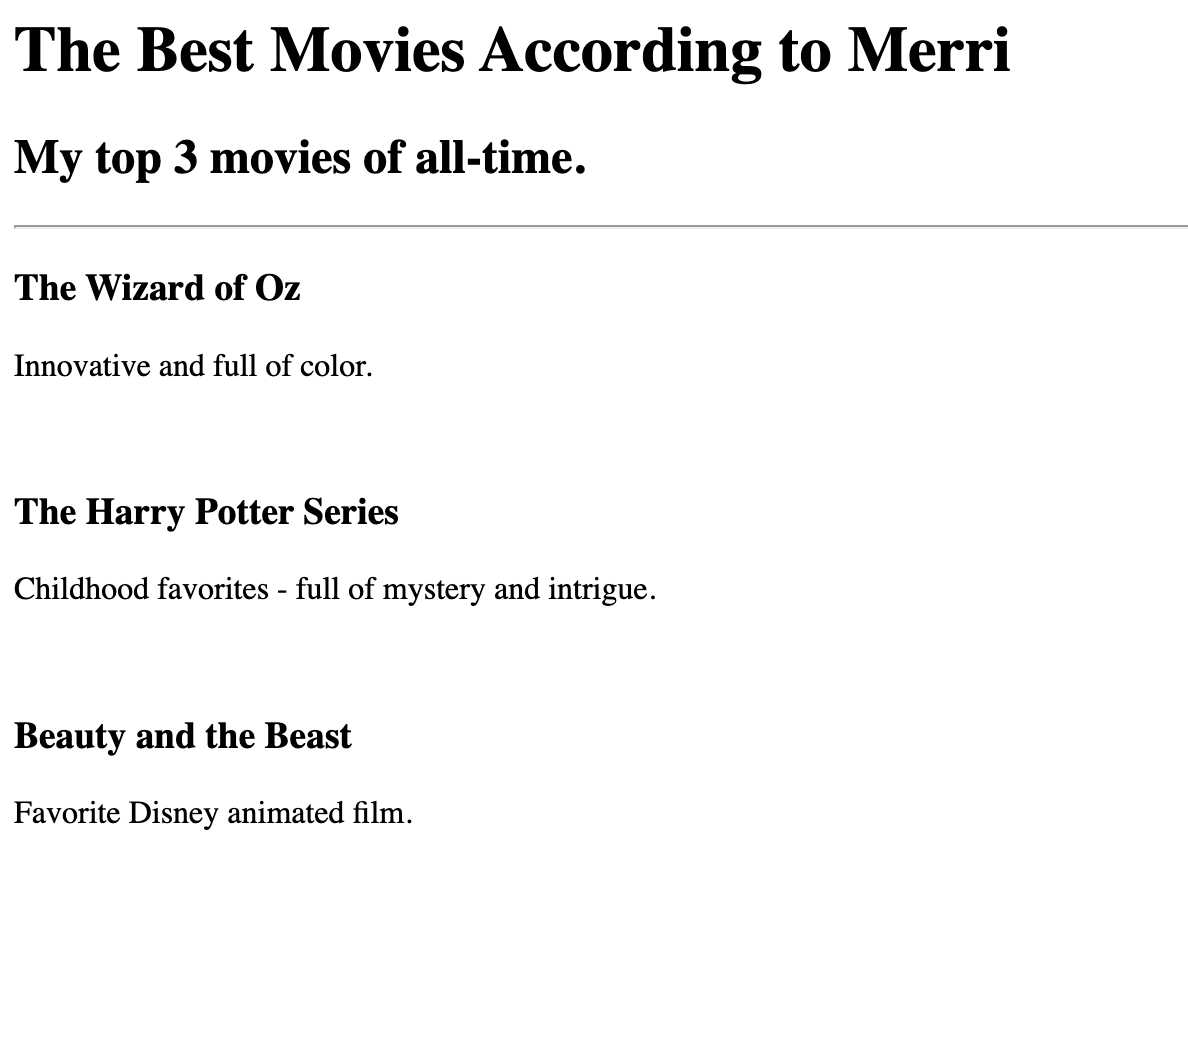 The Best Movies According to Merri
My top 3 movies of all-time.
The Wizard of Oz
Innovative and full of color.
The Harry Potter Series
Childhood favorites - full of mystery and intrigue.
Beauty and the Beast
Favorite Disney animated film.